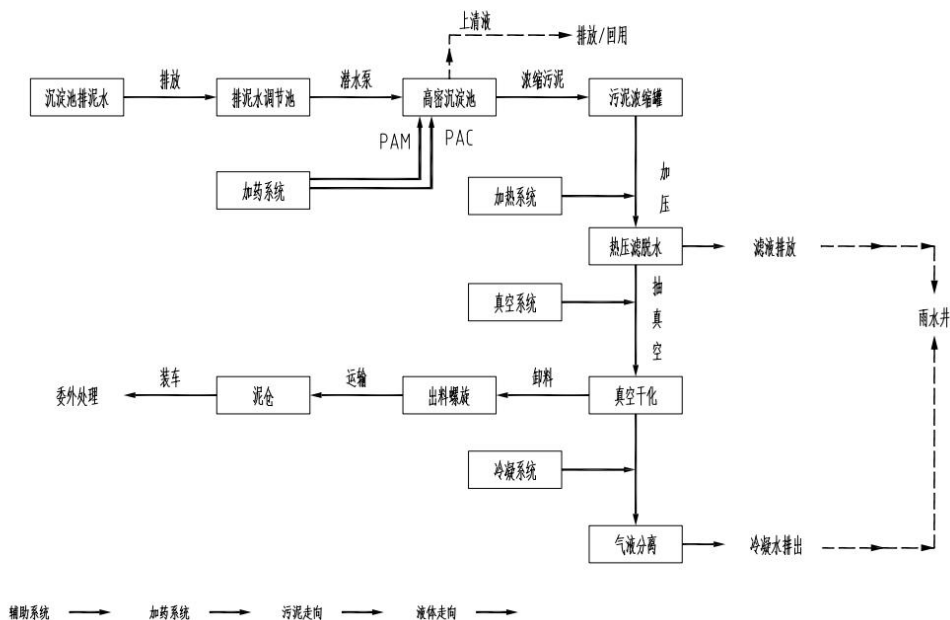 上清液
排放/回用
沉淀池排泥水
排放
排泥水调节池
潜水泵
高密沉淀池
浓缩污泥
污泥浓缩罐
PAM
PAC
加药系统
加热系统
加压
热压滤脱水
滤液排放
真空系统
抽真空
雨水井
委外处理
装车
泥仓
运输
出料螺旋
卸料
真空干化
冷凝系统
气液分离
冷凝水排出
辅助系统
加药系统
污泥走向
液体走向